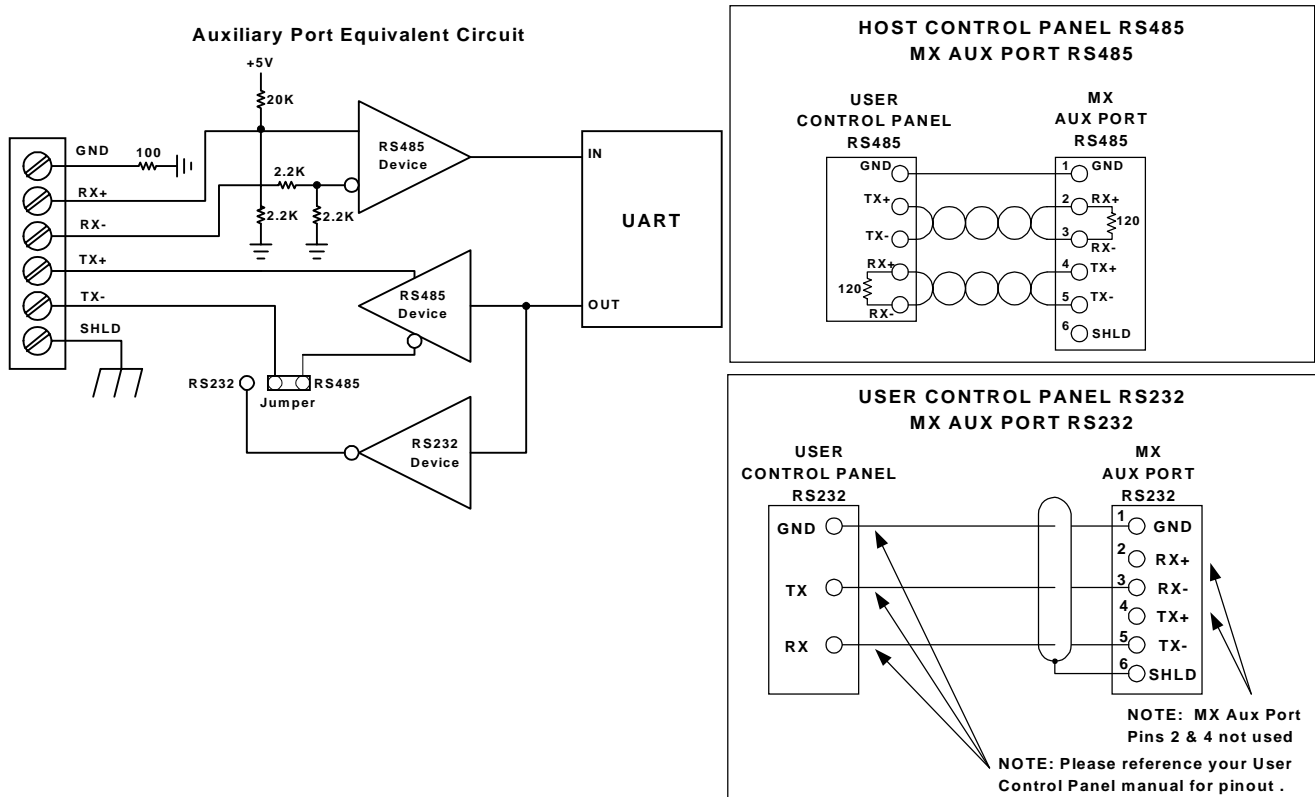 Auxiliary Port Equivalent Circuit
+5V
20K
GND
100
RX+
RX-
TX+
TX-
SHLD
2.2K
2.2K
2.2K
RS485
Device
IN
UART
OUT
RS485
Device
RS232
RS485
Jumper
RS232
Device
HOST CONTROL PANEL RS485
MX AUX PORT RS485
USER
CONTROL PANEL
RS485
MX
AUX PORT
RS485
GND
1 GND
TX+
2 RX+
120
TX-
3 RX-
RX+
4 TX+
120
RX-
5 TX-
6 SHLD
USER CONTROL PANEL RS232
MX AUX PORT RS232
USER
CONTROL PANEL
RS232
MX
AUX PORT
RS232
GND
1 GND
2 RX+
TX
3 RX-
4 TX+
RX
5 TX-
6 SHLD
NOTE: MX Aux Port
Pins 2 & 4 not used
NOTE: Please reference your User
Control Panel manual for pinout .